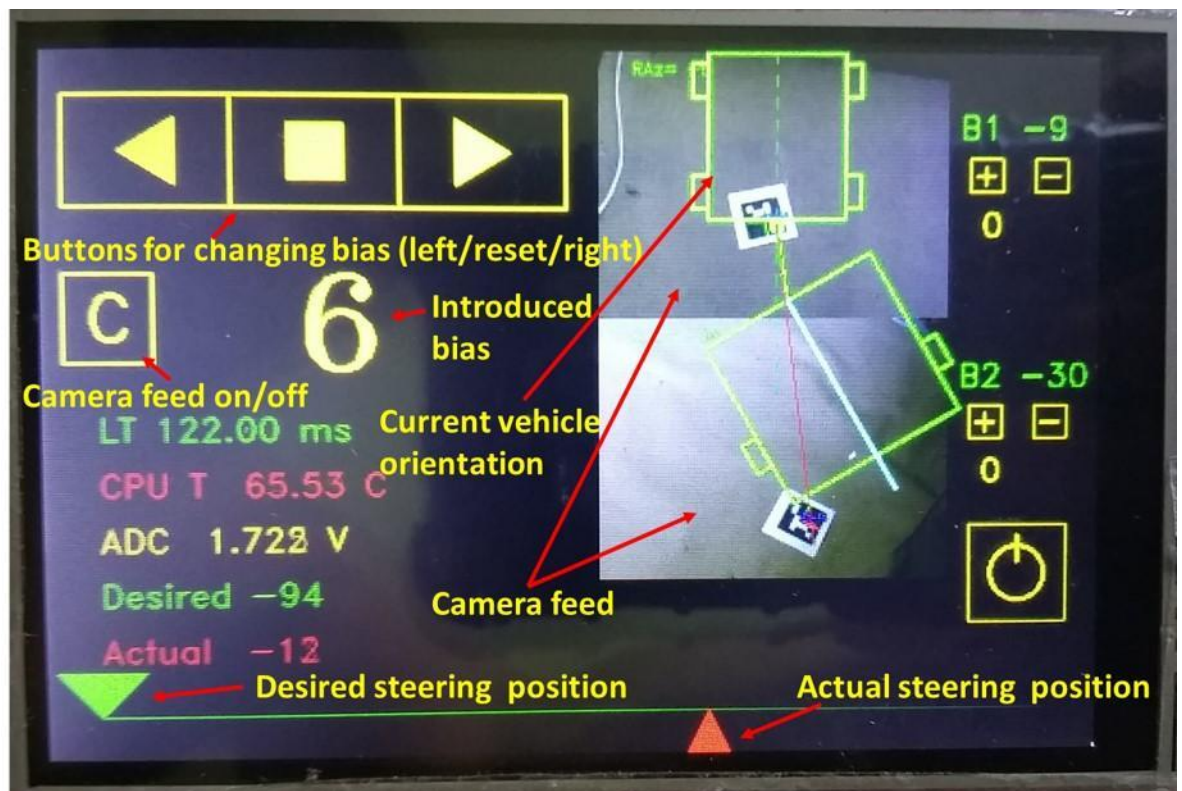 RAz=
B1 -9
0
Buttons for changing bias (left/reset/right)
C
6
Introduced
bias
Camera feed on/off
B2 -30
0
Current vehicle
orientation
LT 122.00 ms
CPU T 65.53 C
ADC 1.722 V
Desired -94
Actual -12
Camera feed
Desired steering position
Actual steering position